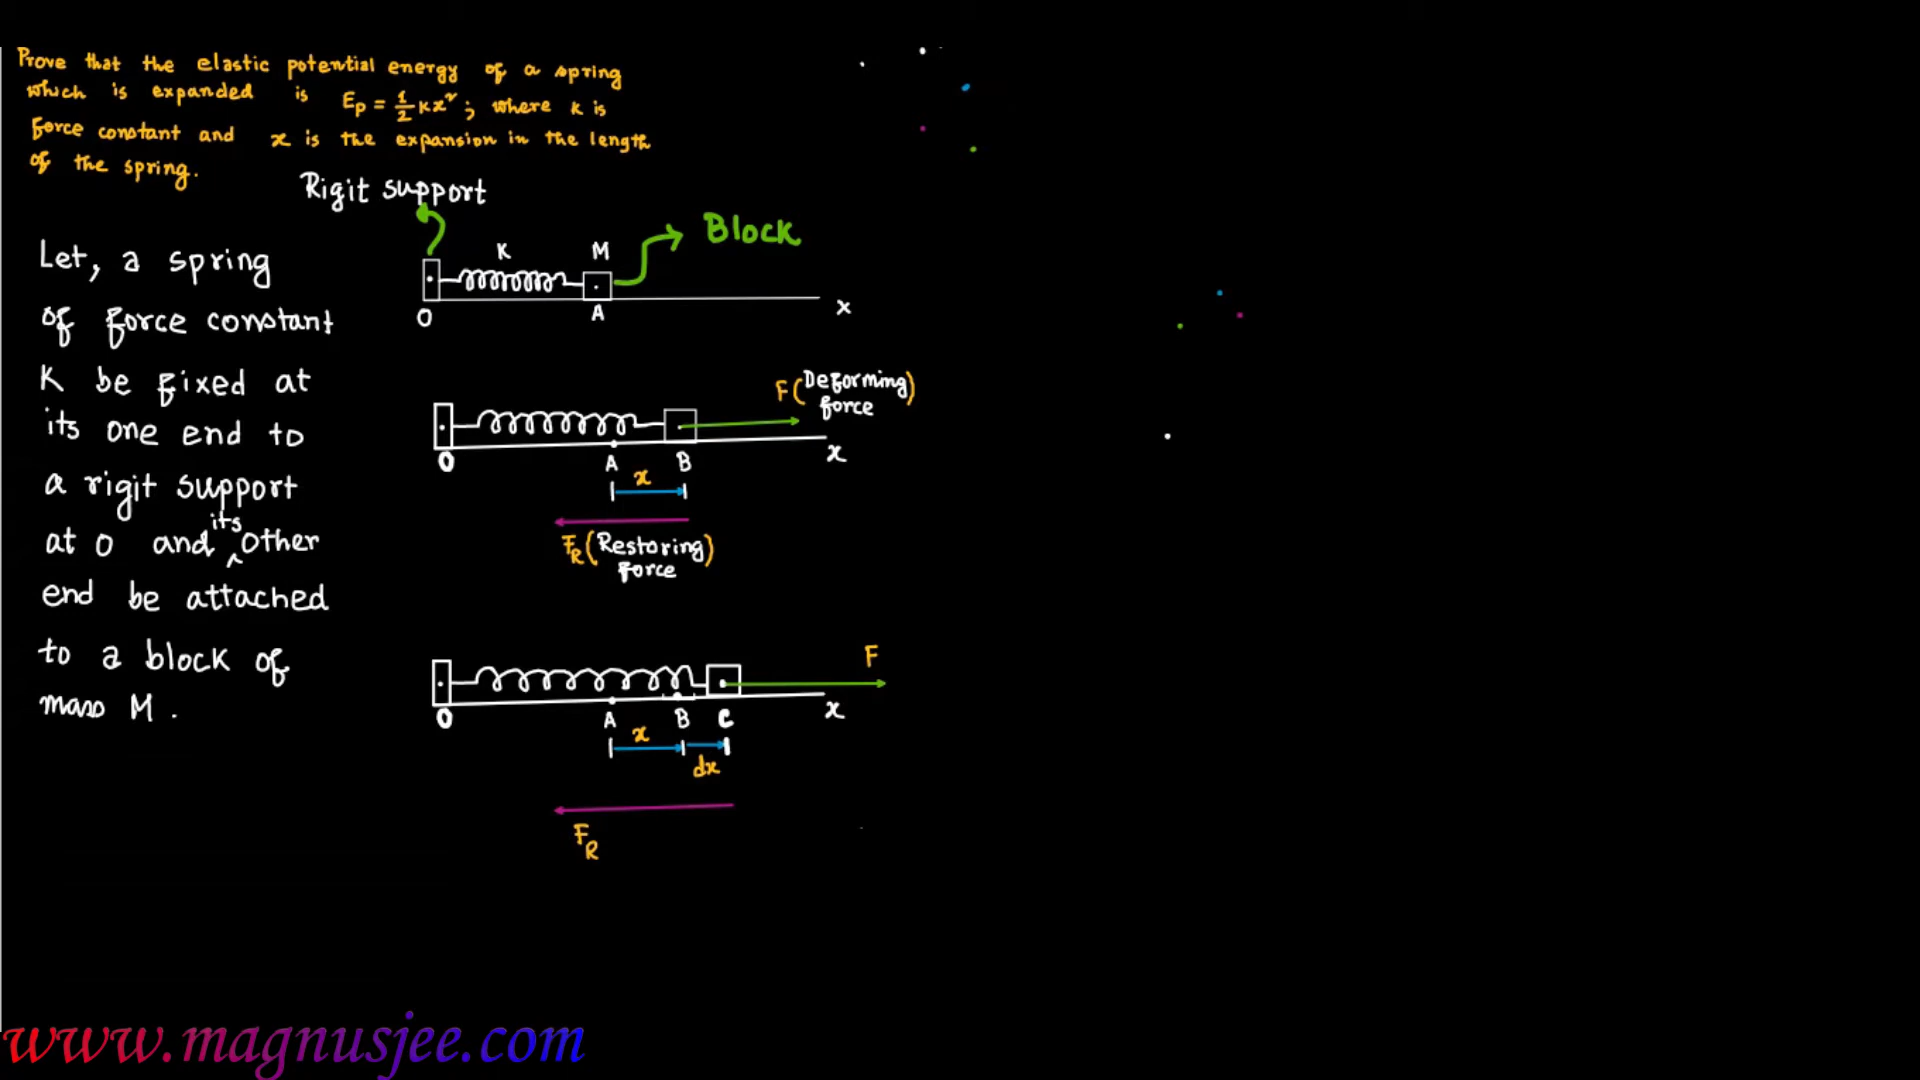 Prove that the elastic potential energy of a spring
which is expanded is Ep = 1/2 Kx²; where K is
force constant and x is the expansion in the length
of the spring.
Rigit support
Block
Let, a spring
of force constant
K be fixed at
its one end to
a rigit support
at O and its other
end be attached
to a block of
mass M.
K M
O A x
F (Deforming force)
O A B x
x
FR (Restoring force)
F
O A B C x
x dx
FR
www.magnusjee.com